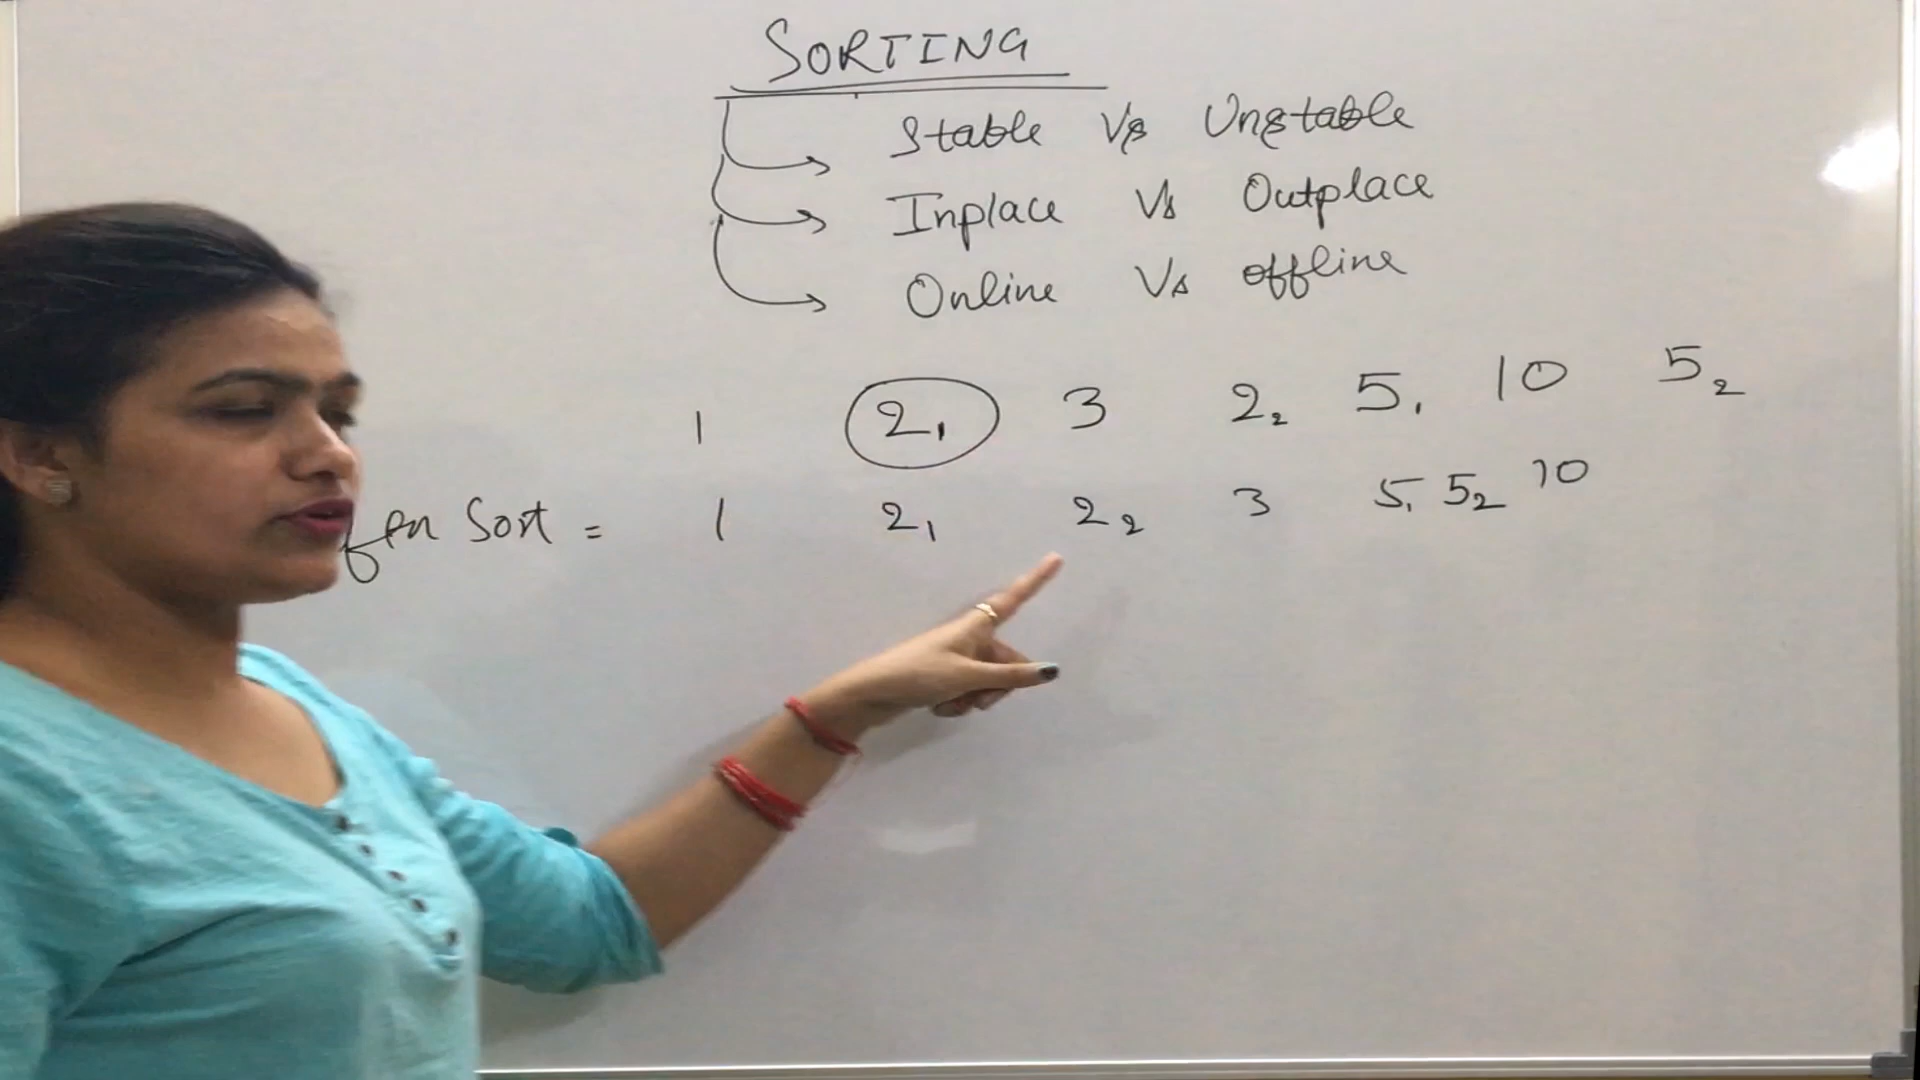 SORTING
Stable Vs Unstable
Inplace Vs Outplace
Online Vs offline
1 2₁ 3 2₂ 5₁ 10 5₂
Sort = 1 2₁ 2₂ 3 5₁ 5₂ 10